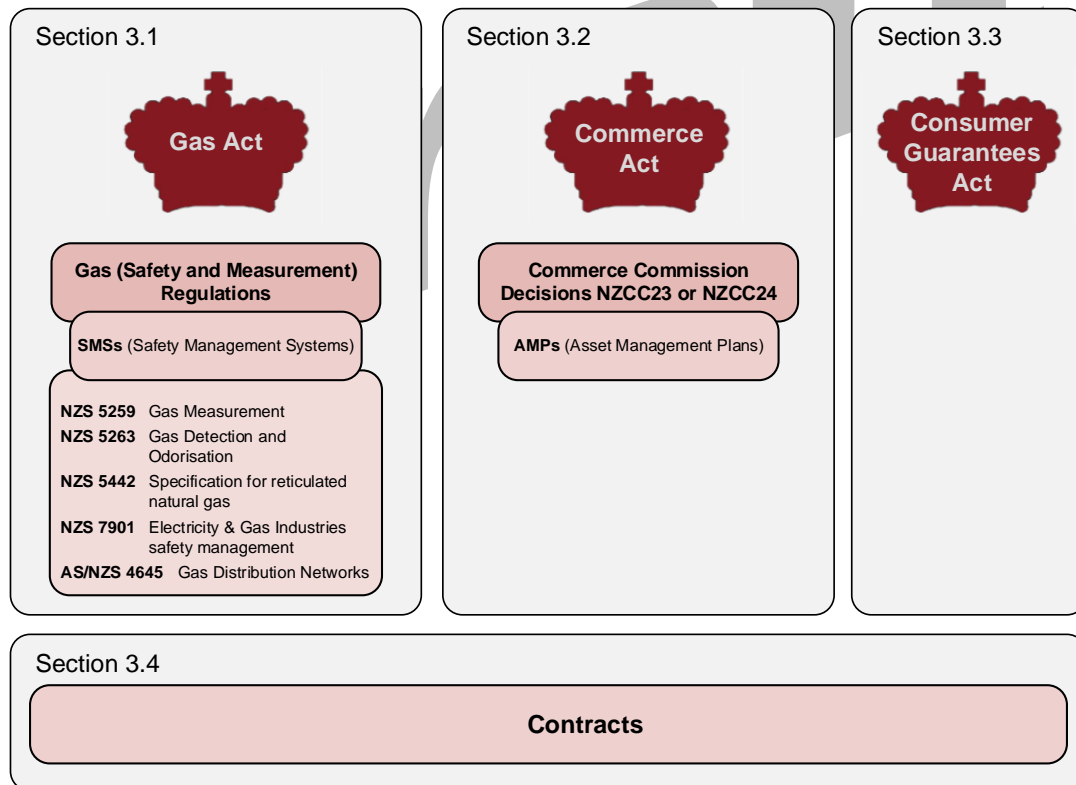 Section 3.1
Gas Act
Gas (Safety and Measurement)
Regulations
SMSs (Safety Management Systems)
NZS 5259 Gas Measurement
NZS 5263 Gas Detection and
Odorisation
NZS 5442 Specification for reticulated
natural gas
NZS 7901 Electricity & Gas Industries
safety management
AS/NZS 4645 Gas Distribution Networks
Section 3.2
Commerce
Act
Commerce Commission
Decisions NZCC23 or NZCC24
AMPs (Asset Management Plans)
Section 3.3
Consumer
Guarantees
Act
Section 3.4
Contracts